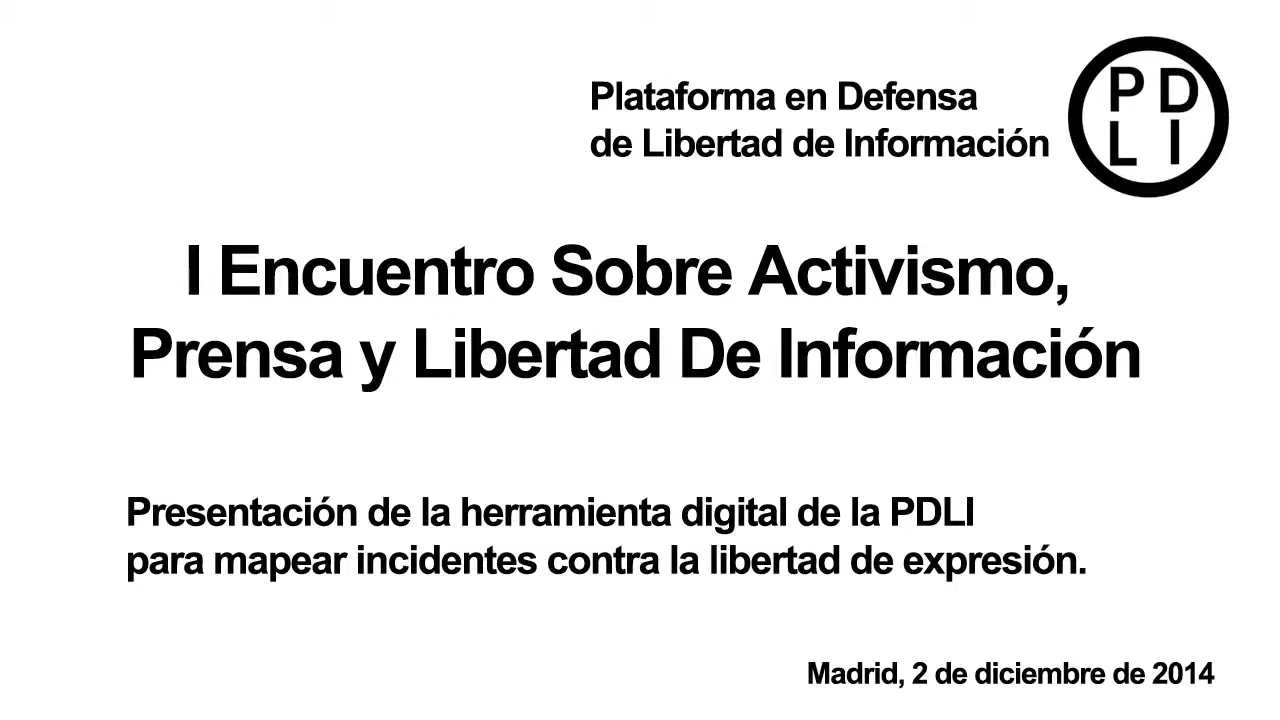 Plataforma en Defensa
de Libertad de Información
P D
L I
I Encuentro Sobre Activismo,
Prensa y Libertad De Información
Presentación de la herramienta digital de la PDLI
para mapear incidentes contra la libertad de expresión.
Madrid, 2 de diciembre de 2014